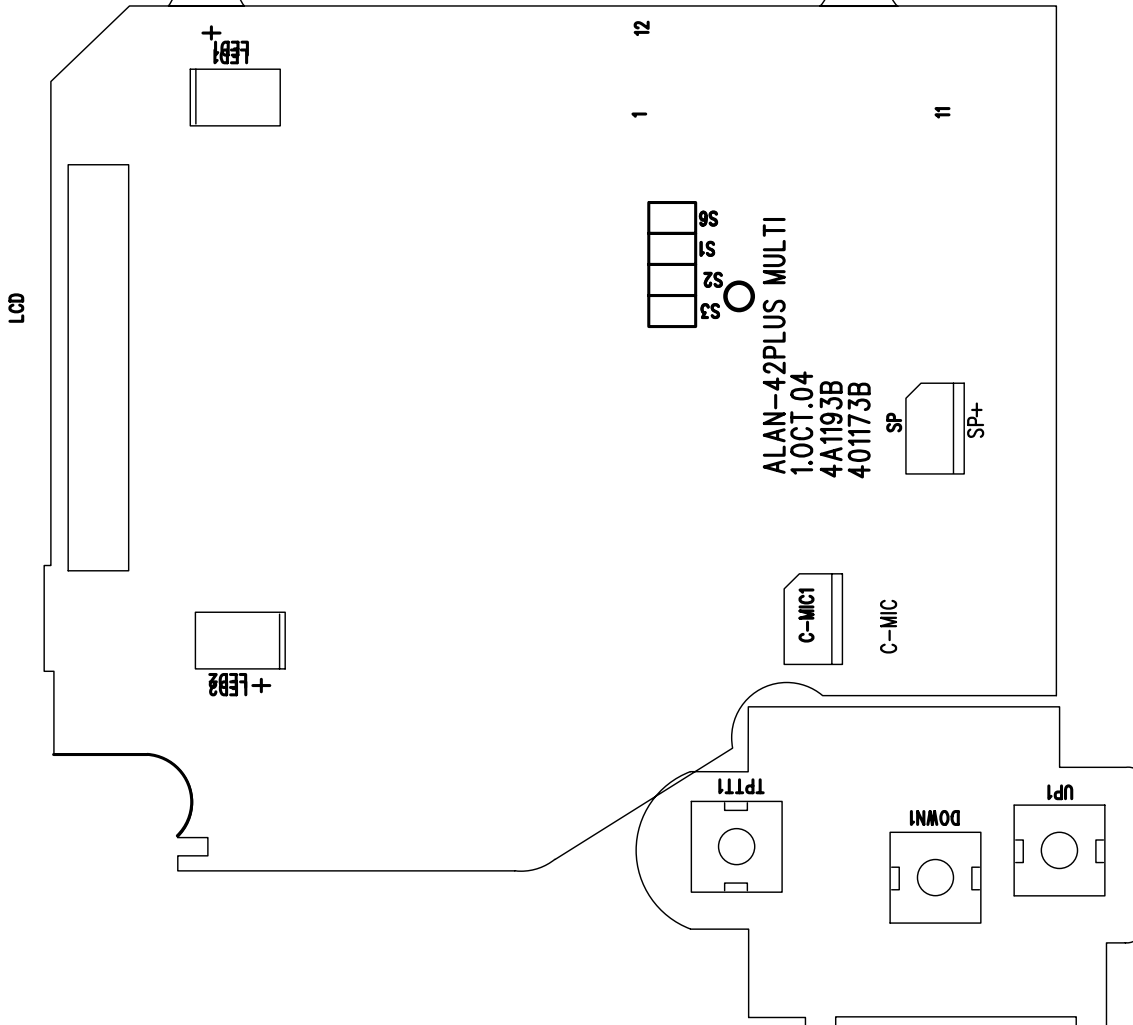 +
LED1
12
1
11
LCD
S6
S1
S2
S3
ALAN-42PLUS MULTI
1.OCT.04
4A1193B
401173B
SP
SP+
C-MIC1
C-MIC
LED2
+
TPTT1
UP1
DOWN1